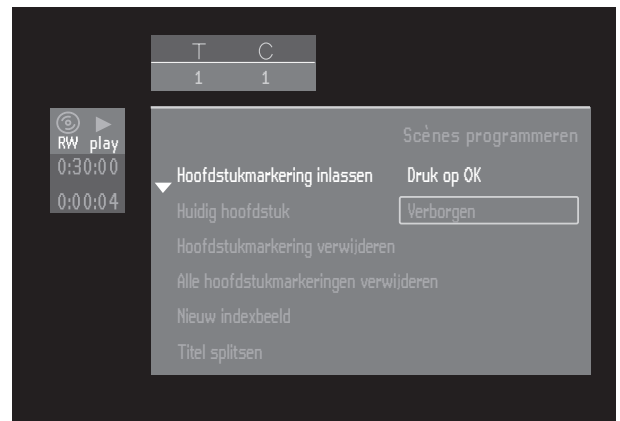 T C
1 1
RW play
0:30:00
0:00:04
Scènes programmeren
Hoofdstukmarkering inlassen Druk op OK
Huidig hoofdstuk Verborgen
Hoofdstukmarkering verwijderen
Alle hoofdstukmarkeringen verwijderen
Nieuw indexbeeld
Titel splitsen